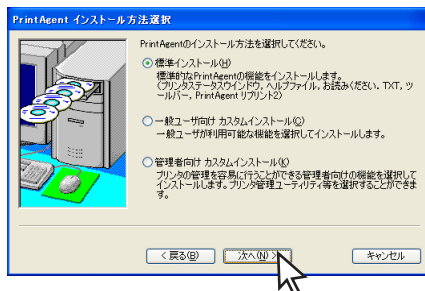 PrintAgent インストール方法選択
PrintAgentのインストール方法を選択してください。
標準インストール(H)
標準的なPrintAgentの機能をインストールします。
(プリンタステータスウインドウ, ヘルプファイル, お読みください. TXT, ツ
ールバー, PrintAgent リプリント2)
一般ユーザ向け カスタムインストール(C)
一般ユーザが利用可能な機能を選択してインストールします。
管理者向け カスタムインストール(K)
プリンタの管理を容易に行うことができる管理者向けの機能を選択して
インストールします。プリンタ管理ユーティリティ等を選択することができま
す。
< 戻る(B) 次へ(N) > キャンセル